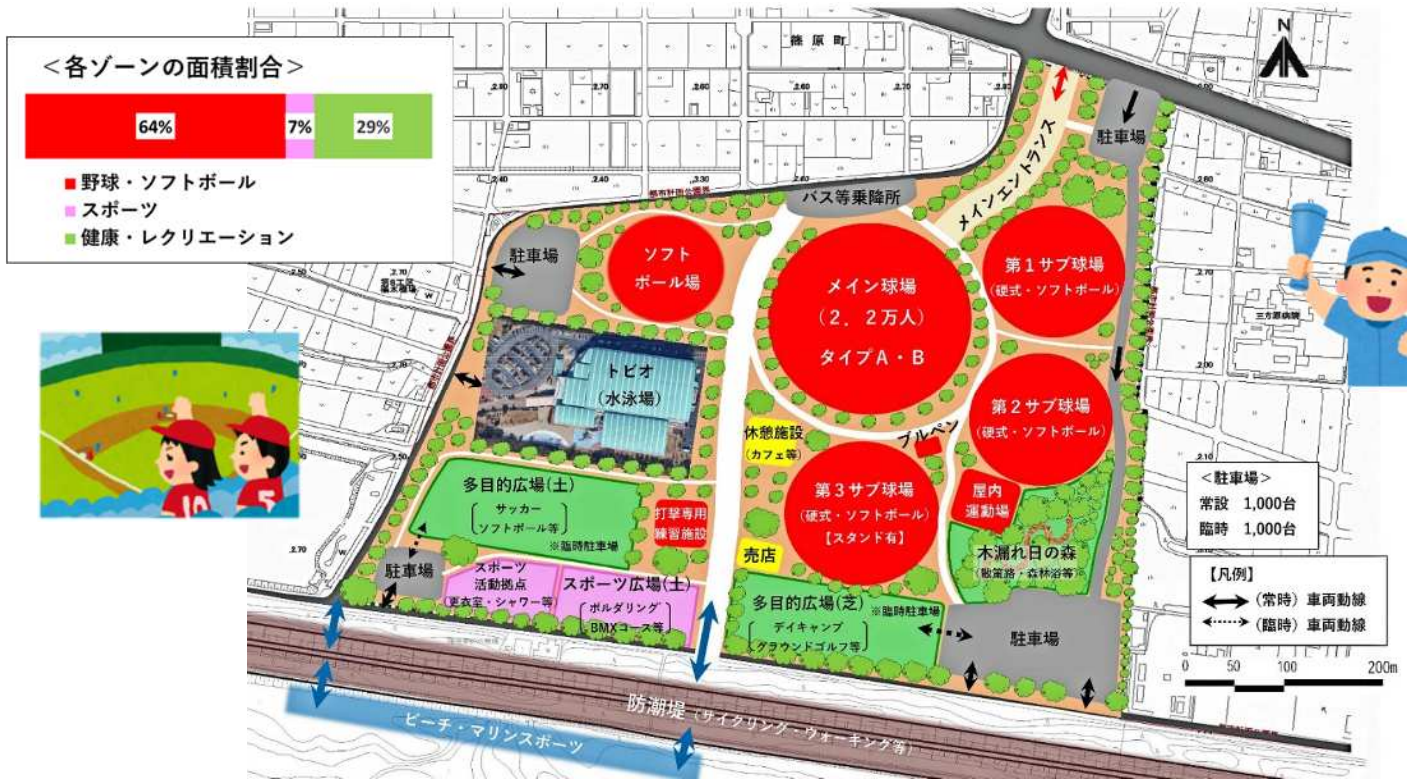 ＜各ゾーンの面積割合＞
64%
7%
29%
野球・ソフトボール
スポーツ
健康・レクリエーション
篠原町
N
駐車場
メインエントランス
バス等乗降所
駐車場
ソフト
ボール場
メイン球場
（２．２万人）
タイプＡ・Ｂ
第１サブ球場
（硬式・ソフトボール）
トビオ
（水泳場）
第２サブ球場
（硬式・ソフトボール）
ブルペン
休憩施設
（カフェ等）
第３サブ球場
（硬式・ソフトボール）
【スタンド有】
屋内
運動場
木漏れ日の森
（散策路・森林浴等）
多目的広場(土)
サッカー
ソフトボール等
※臨時駐車場
打撃専用
練習施設
売店
駐車場
スポーツ
活動拠点
（更衣室・シャワー等）
スポーツ広場(土)
ボルダリング
BMXコース等
多目的広場(芝)
※臨時駐車場
デイキャンプ
グラウンドゴルフ等
駐車場
防潮堤（サイクリング・ウォーキング等）
ビーチ・マリンスポーツ
＜駐車場＞
常設 1,000台
臨時 1,000台
【凡例】
（常時）車両動線
（臨時）車両動線
0 50 100 200m
三方原病院
10
5